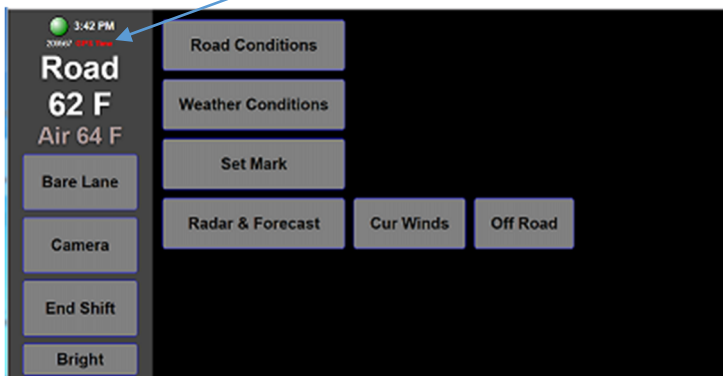 3:42 PM
Road
62 F
Air 64 F
Bare Lane
Camera
End Shift
Bright
Road Conditions
Weather Conditions
Set Mark
Radar & Forecast Cur Winds Off Road